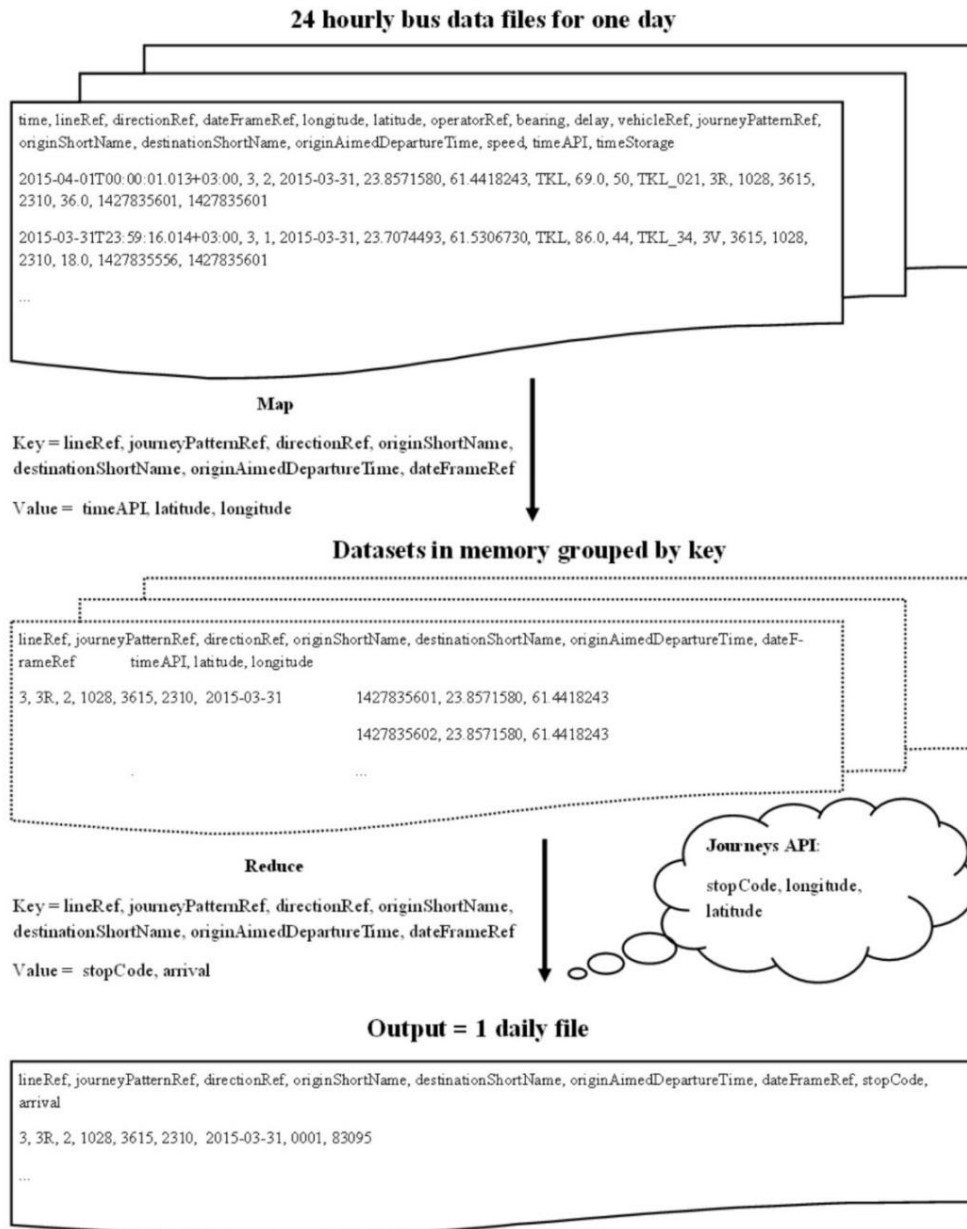 24 hourly bus data files for one day
time, lineRef, directionRef, dateFrameRef, longitude, latitude, operatorRef, bearing, delay, vehicleRef, journeyPatternRef,
originShortName, destinationShortName, originAimedDepartureTime, speed, timeAPI, timeStorage
2015-04-01T00:00:01.013+03:00, 3, 2, 2015-03-31, 23.8571580, 61.4418243, TKL, 69.0, 50, TKL_021, 3R, 1028, 3615,
2310, 36.0, 1427835601, 1427835601
2015-03-31T23:59:16.014+03:00, 3, 1, 2015-03-31, 23.7074493, 61.5306730, TKL, 86.0, 44, TKL_34, 3V, 3615, 1028,
2310, 18.0, 1427835556, 1427835601
...
Map
Key = lineRef, journeyPatternRef, directionRef, originShortName,
destinationShortName, originAimedDepartureTime, dateFrameRef
Value = timeAPI, latitude, longitude
Datasets in memory grouped by key
lineRef, journeyPatternRef, directionRef, originShortName, destinationShortName, originAimedDepartureTime, dateF-
rameRef timeAPI, latitude, longitude
3, 3R, 2, 1028, 3615, 2310, 2015-03-31 1427835601, 23.8571580, 61.4418243
1427835602, 23.8571580, 61.4418243
. ...
Journeys API:
stopCode, longitude,
latitude
Reduce
Key = lineRef, journeyPatternRef, directionRef, originShortName,
destinationShortName, originAimedDepartureTime, dateFrameRef
Value = stopCode, arrival
Output = 1 daily file
lineRef, journeyPatternRef, directionRef, originShortName, destinationShortName, originAimedDepartureTime, dateFrameRef, stopCode,
arrival
3, 3R, 2, 1028, 3615, 2310, 2015-03-31, 0001, 83095
...